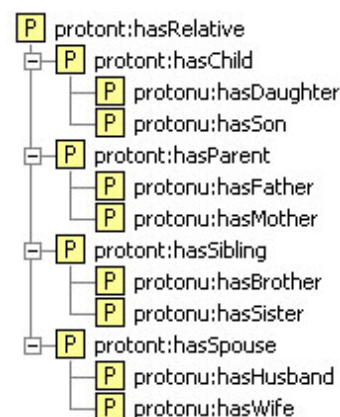 P protont:hasRelative
P protont:hasChild
P protonu:hasDaughter
P protonu:hasSon
P protont:hasParent
P protonu:hasFather
P protonu:hasMother
P protont:hasSibling
P protonu:hasBrother
P protonu:hasSister
P protont:hasSpouse
P protonu:hasHusband
P protonu:hasWife